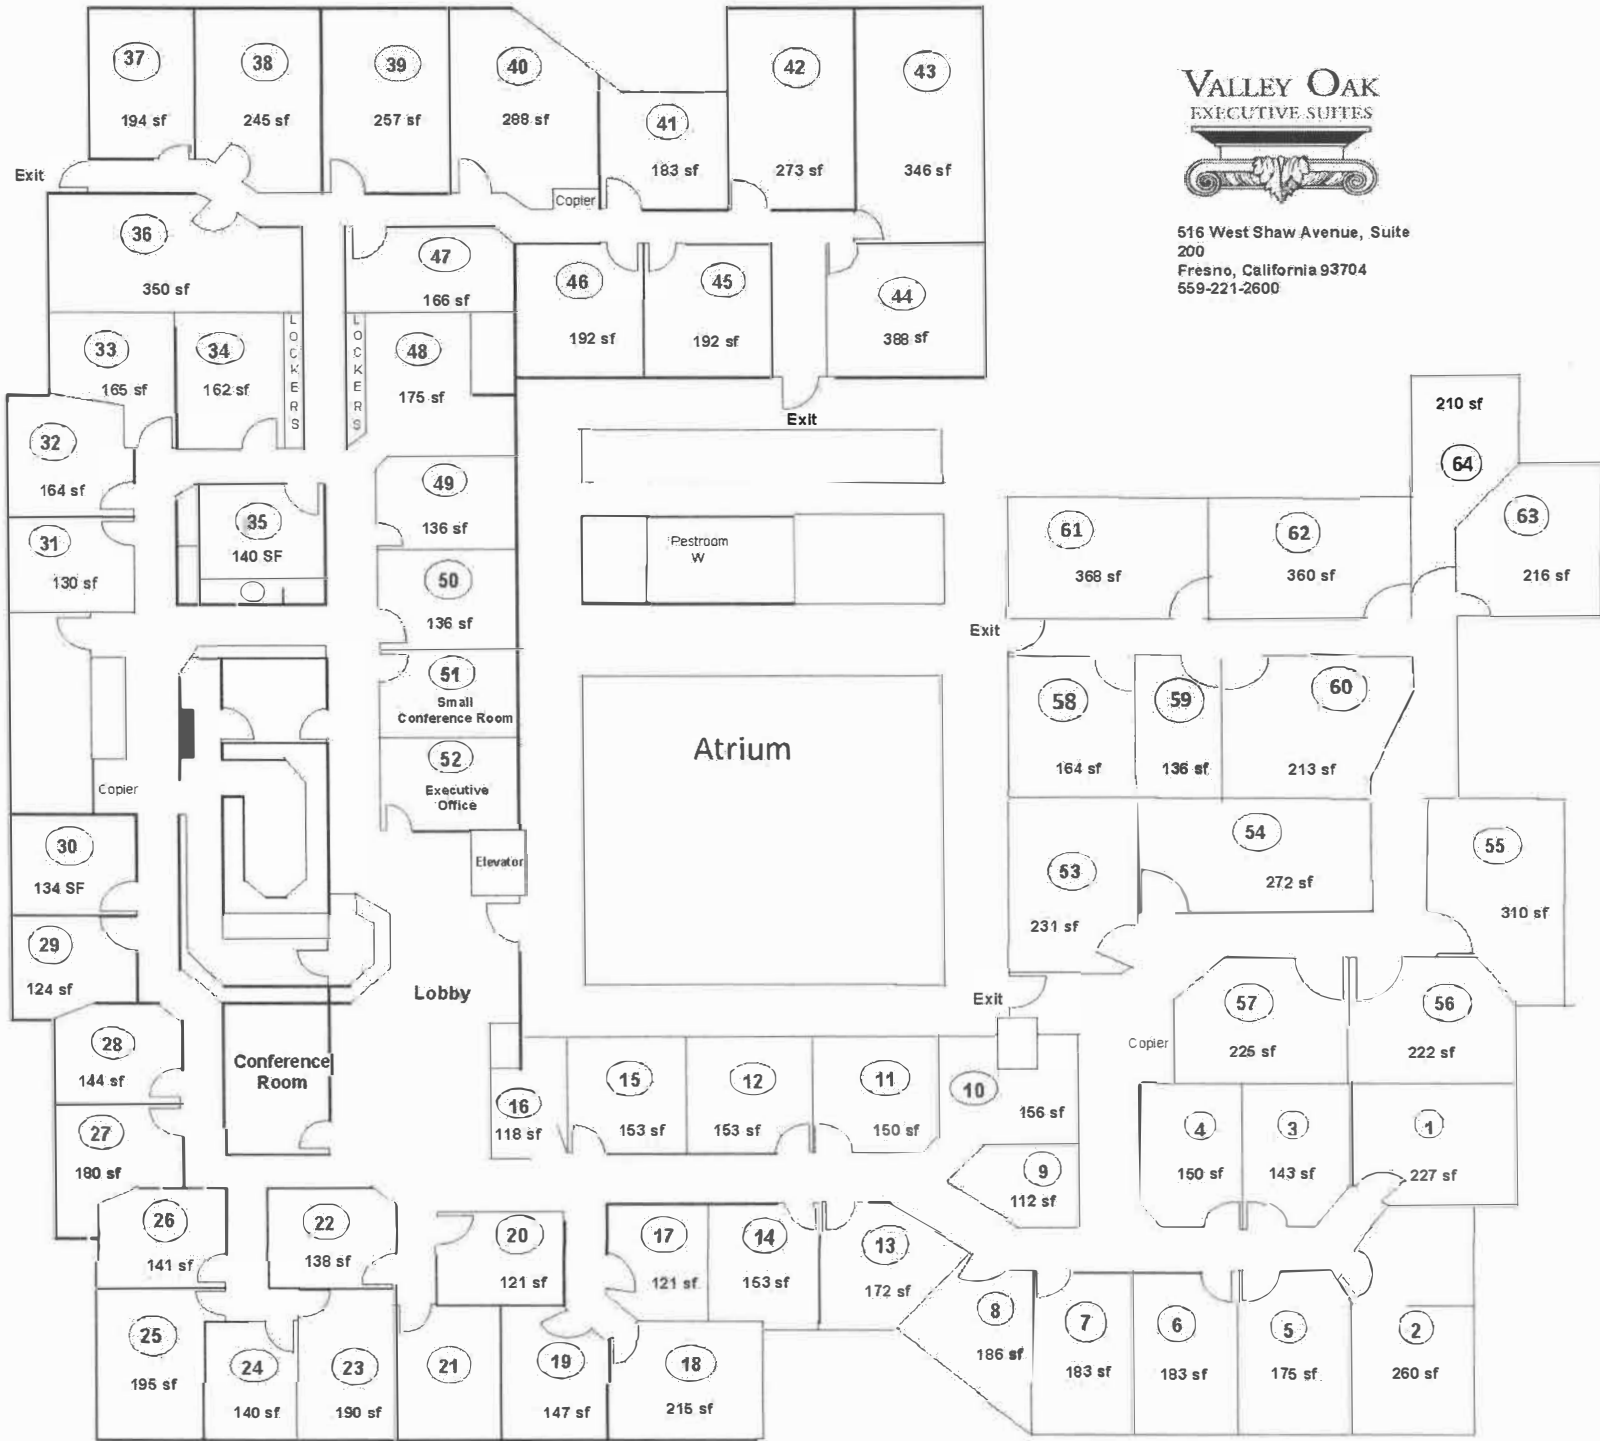 VALLEY OAK
EXECUTIVE SUITES
516 West Shaw Avenue, Suite
200
Fresno, California 93704
559-221-2600
37
194 sf
38
245 sf
39
257 sf
40
288 sf
41
183 sf
42
273 sf
43
346 sf
Exit
Copier
36
350 sf
47
166 sf
46
192 sf
45
192 sf
44
388 sf
33
165 sf
34
162 sf
LOCKERS
LOCKERS
48
175 sf
Exit
32
164 sf
31
130 sf
35
140 SF
49
136 sf
50
136 sf
51
Small
Conference Room
52
Executive
Office
Elevator
Pestroom
W
Atrium
210 sf
64
63
216 sf
61
368 sf
62
360 sf
Exit
58
164 sf
59
136 sf
60
213 sf
53
231 sf
54
272 sf
55
310 sf
Copier
30
134 SF
29
124 sf
Lobby
Exit
Copier
57
225 sf
56
222 sf
28
144 sf
Conference
Room
27
180 sf
16
118 sf
15
153 sf
12
153 sf
11
150 sf
10
156 sf
9
112 sf
4
150 sf
3
143 sf
1
227 sf
26
141 sf
22
138 sf
20
121 sf
17
121 sf
14
153 sf
13
172 sf
8
186 sf
7
183 sf
6
183 sf
5
175 sf
2
260 sf
25
195 sf
24
140 sf
23
190 sf
21
19
147 sf
18
215 sf